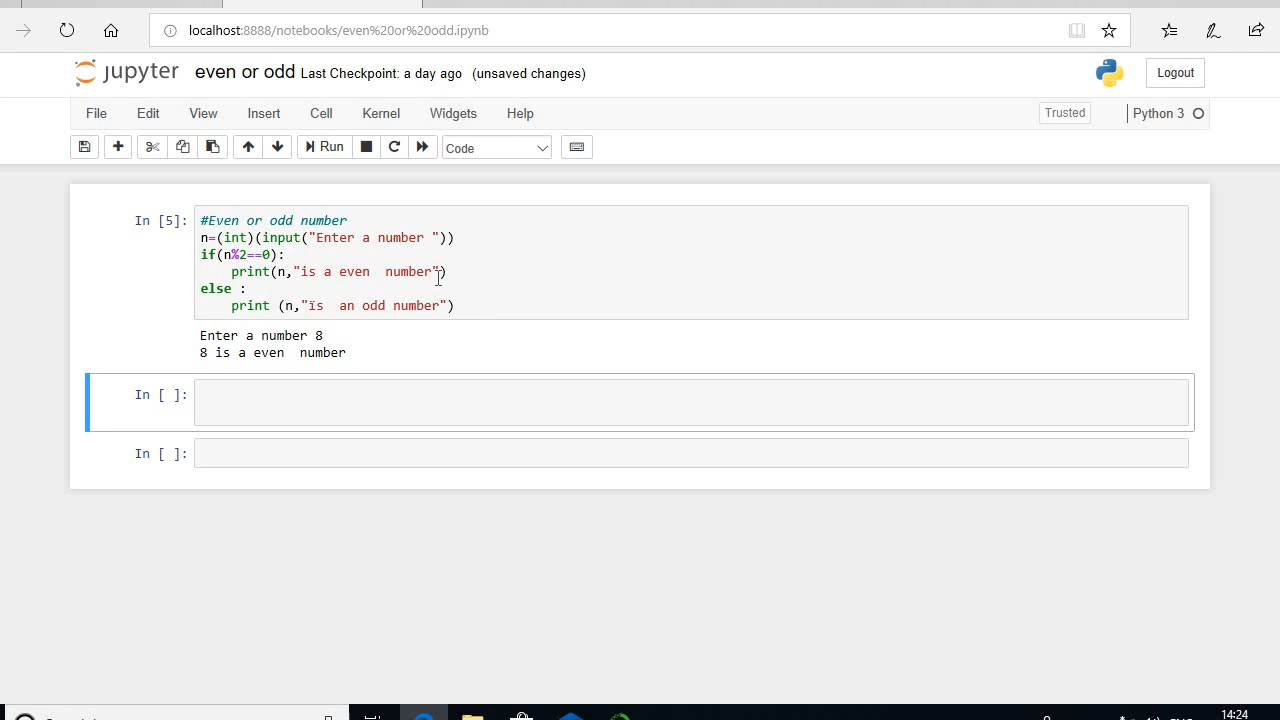 localhost:8888/notebooks/even%20or%20odd.ipynb
jupyter even or odd Last Checkpoint a day ago (unsaved changes) Logout
File Edit View Insert Cell Kernel Widgets Help Trusted Python 3
Run Code
In [5]: #Even or odd number
n=(int)(input("Enter a number "))
if(n%2==0):
print(n,"is a even  number")
else :
print (n,"ïs  an odd number")
Enter a number 8
8 is a even  number
In [ ]:
In [ ]:
14:24